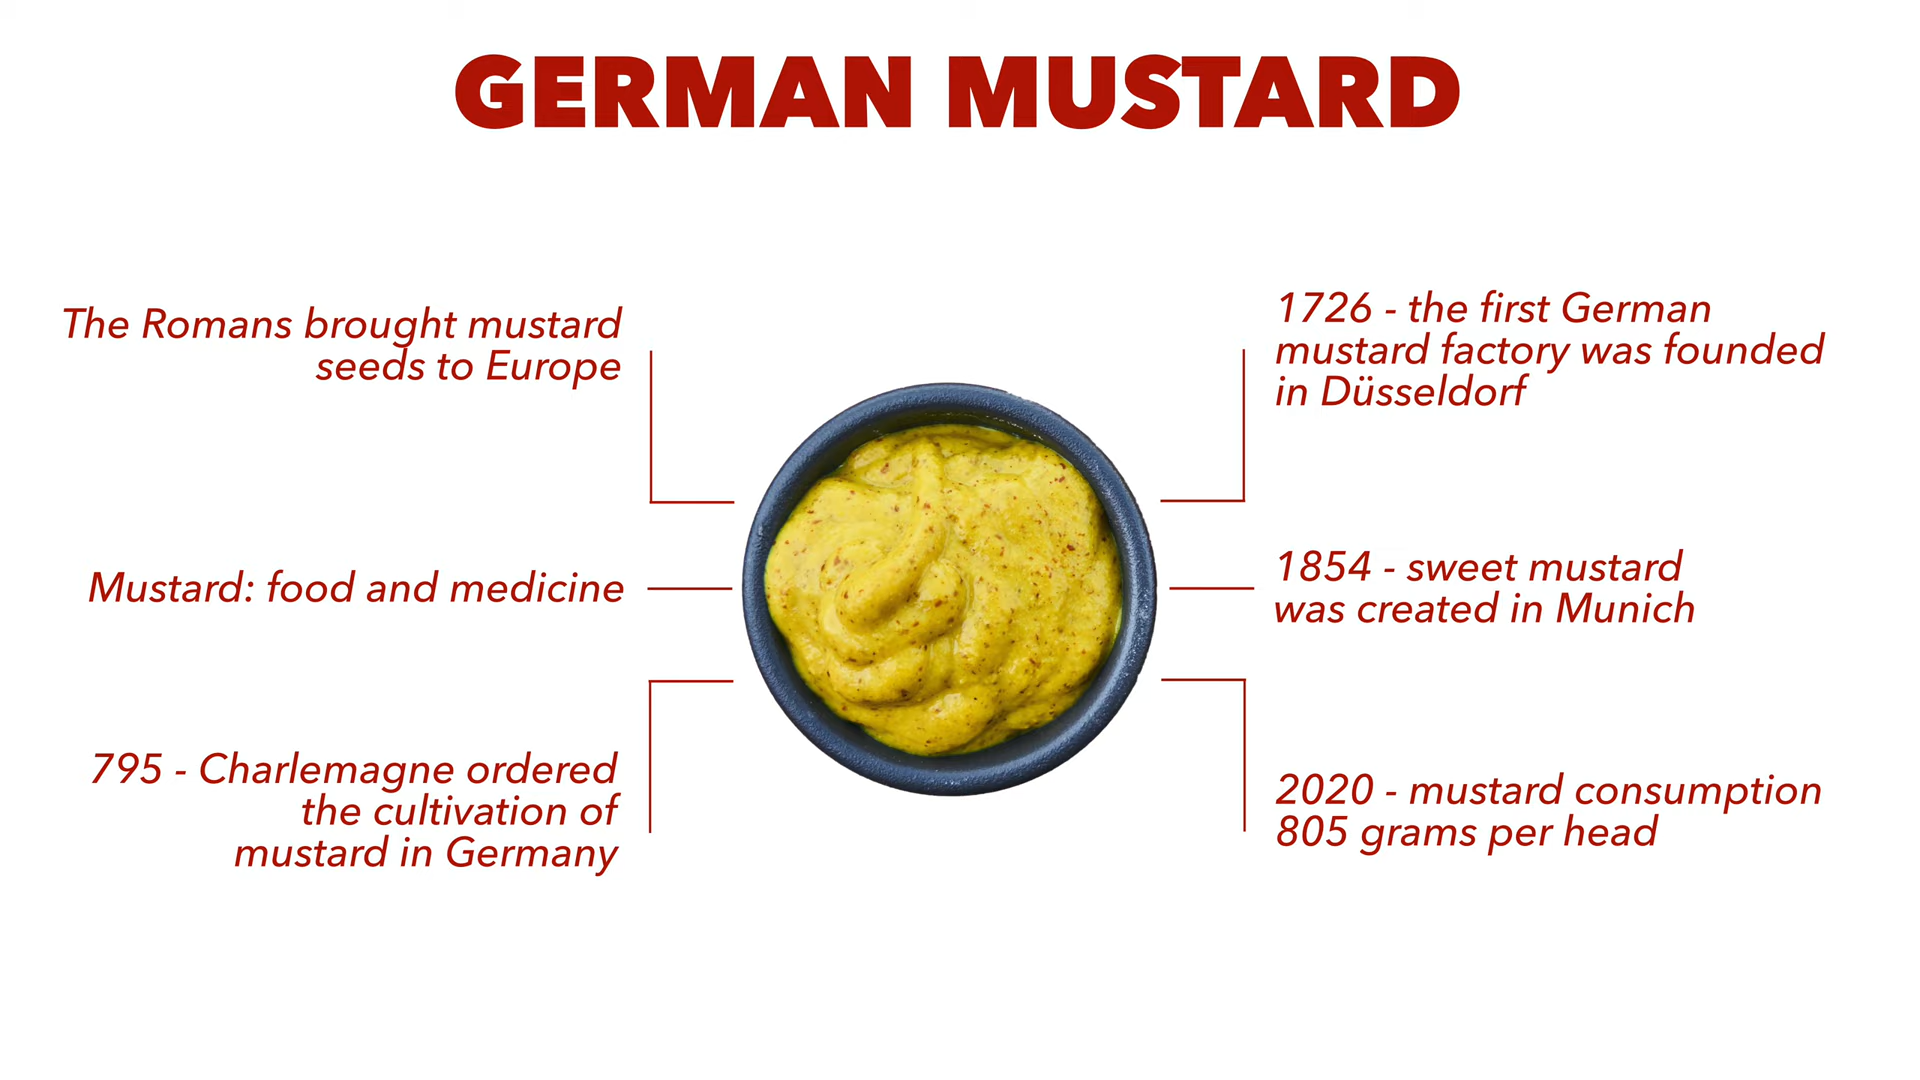 GERMAN MUSTARD
The Romans brought mustard
seeds to Europe
Mustard: food and medicine
795 - Charlemagne ordered
the cultivation of
mustard in Germany
1726 - the first German
mustard factory was founded
in Düsseldorf
1854 - sweet mustard
was created in Munich
2020 - mustard consumption
805 grams per head